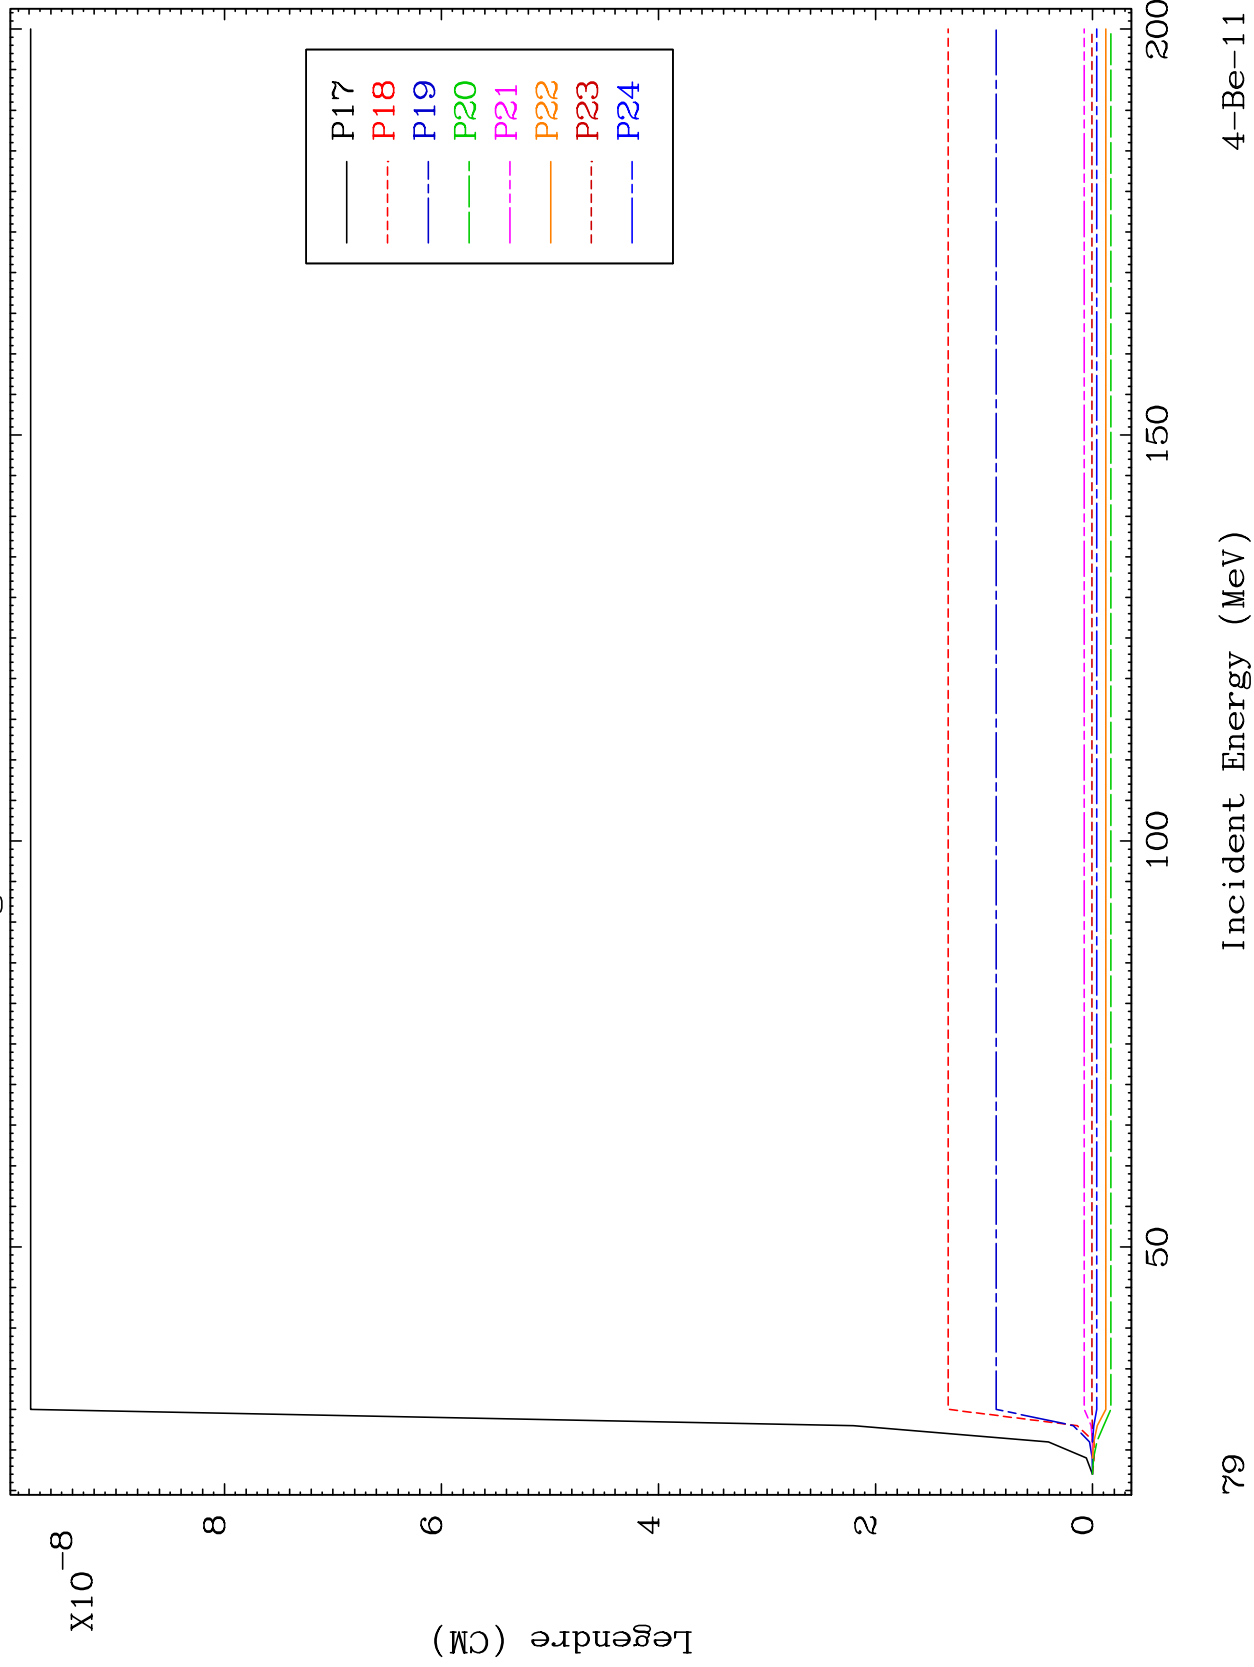 X10-8
8
6
4
2
0
Legendre (CM)
P17
P18
P19
P20
P21
P22
P23
P24
50
100
150
200
Incident Energy (MeV)
79
4-Be-11